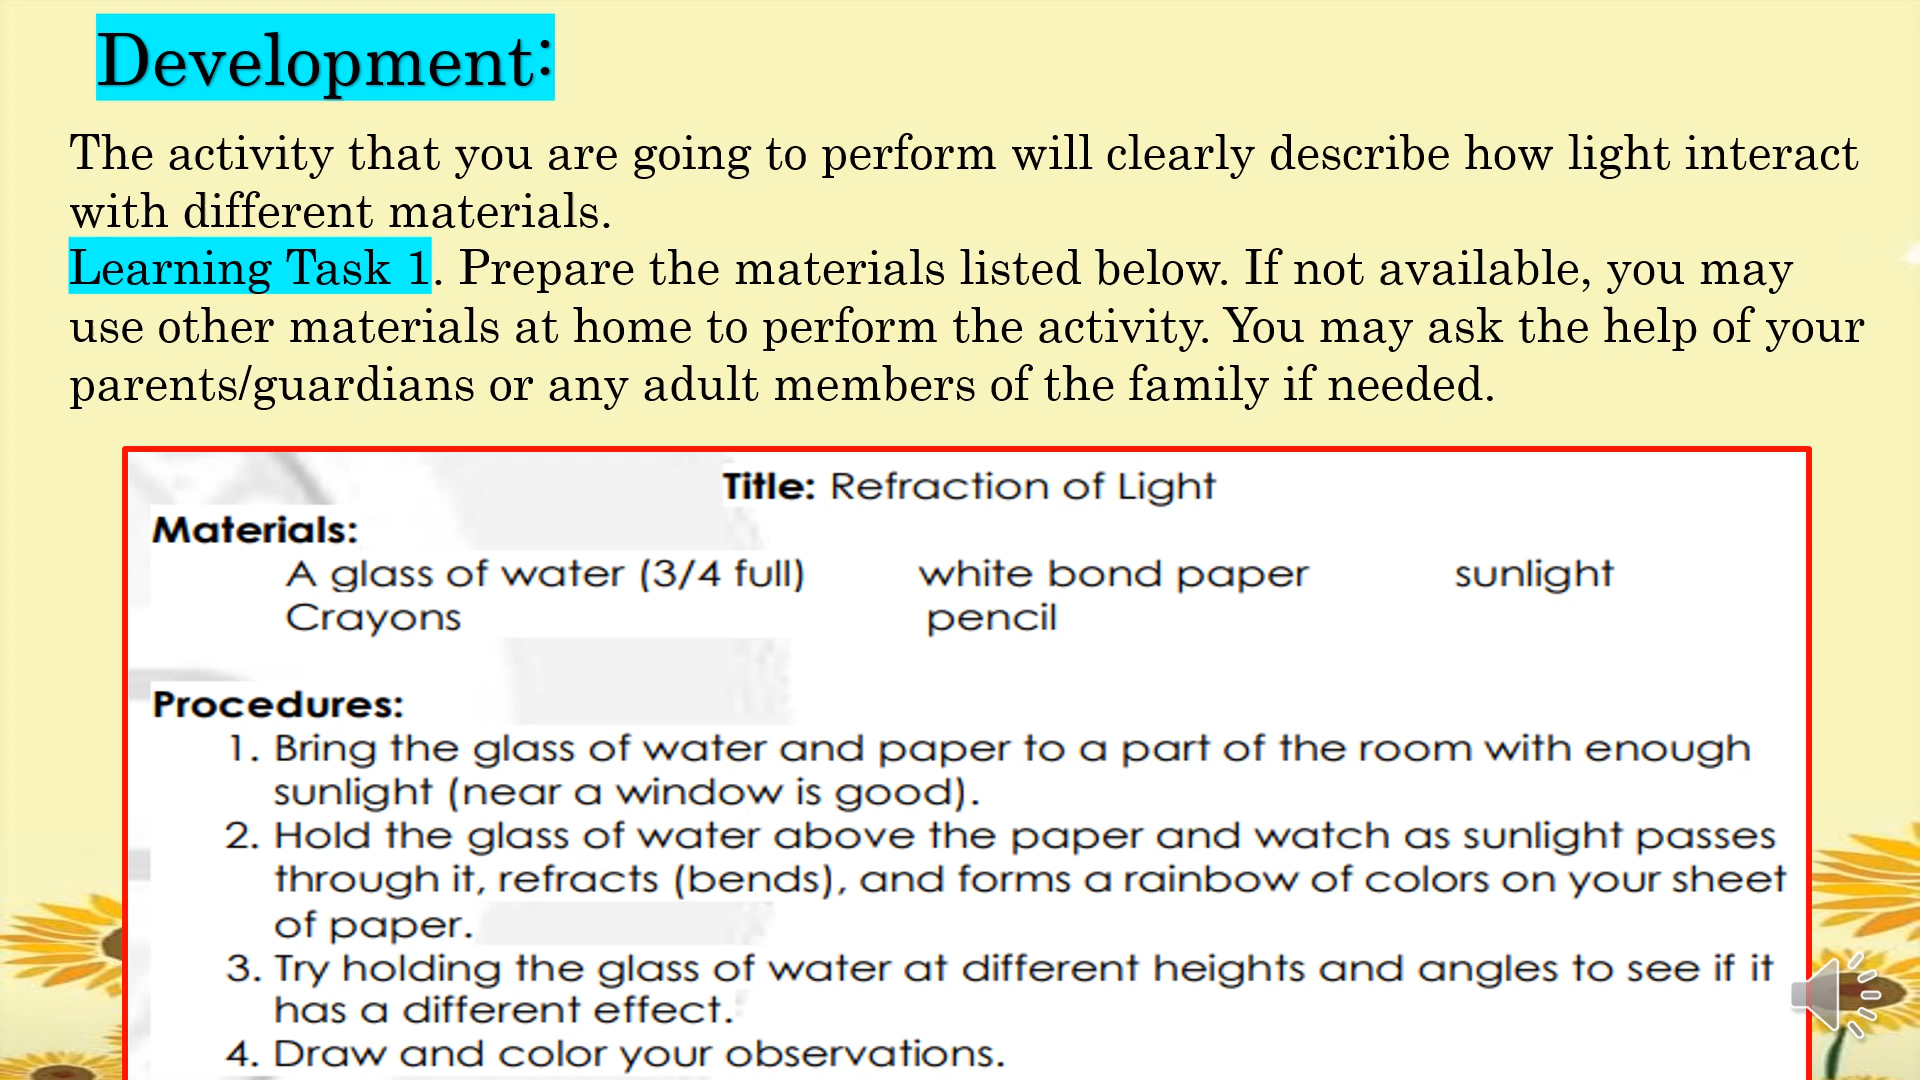 Development:
The activity that you are going to perform will clearly describe how light interact
with different materials.
Learning Task 1. Prepare the materials listed below. If not available, you may
use other materials at home to perform the activity. You may ask the help of your
parents/guardians or any adult members of the family if needed.
Title: Refraction of Light
Materials:
A glass of water (3/4 full) white bond paper sunlight
Crayons pencil
Procedures:
1. Bring the glass of water and paper to a part of the room with enough
sunlight (near a window is good).
2. Hold the glass of water above the paper and watch as sunlight passes
through it, refracts (bends), and forms a rainbow of colors on your sheet
of paper.
3. Try holding the glass of water at different heights and angles to see if it
has a different effect.
4. Draw and color your observations.